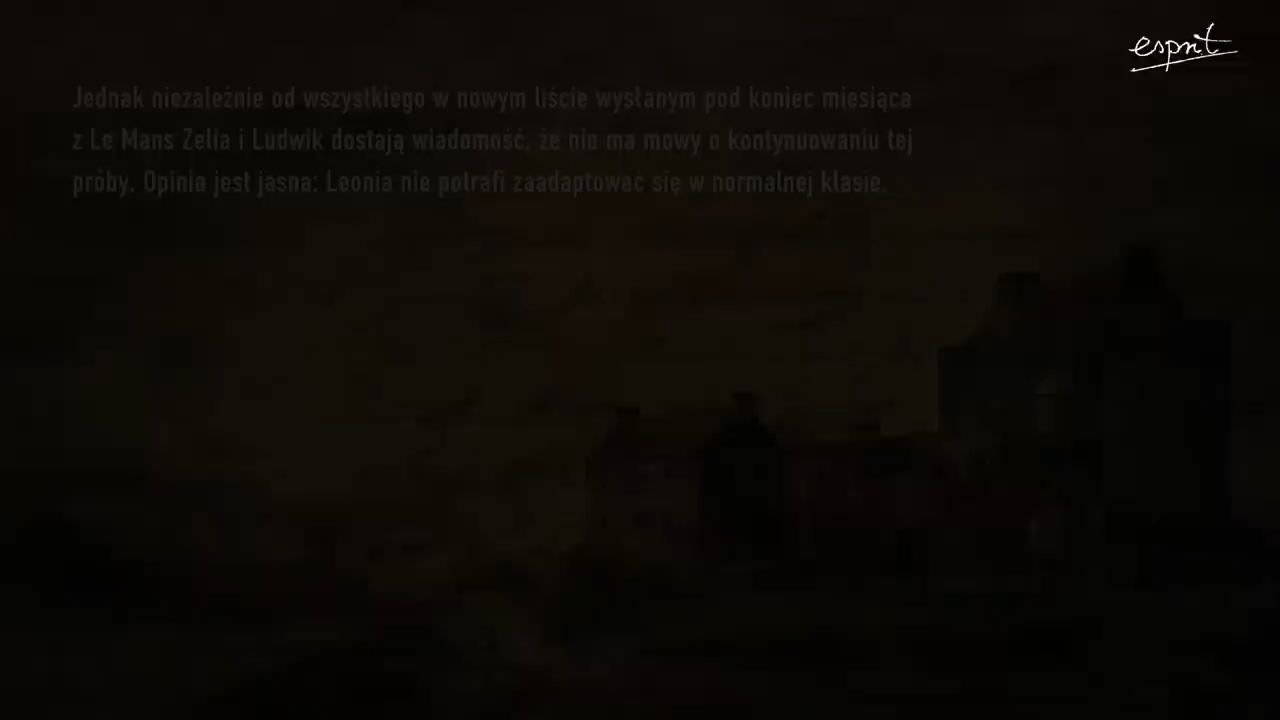 esprit
Jednak niezależnie od wszystkiego w nowym liście wysłanym pod koniec miesiąca
z Le Mans Zelia i Ludwik dostają wiadomość, że nie ma mowy o kontynuowaniu tej
próby. Opinia jest jasna: Leonia nie potrafi zaadaptować się w normalnej klasie.